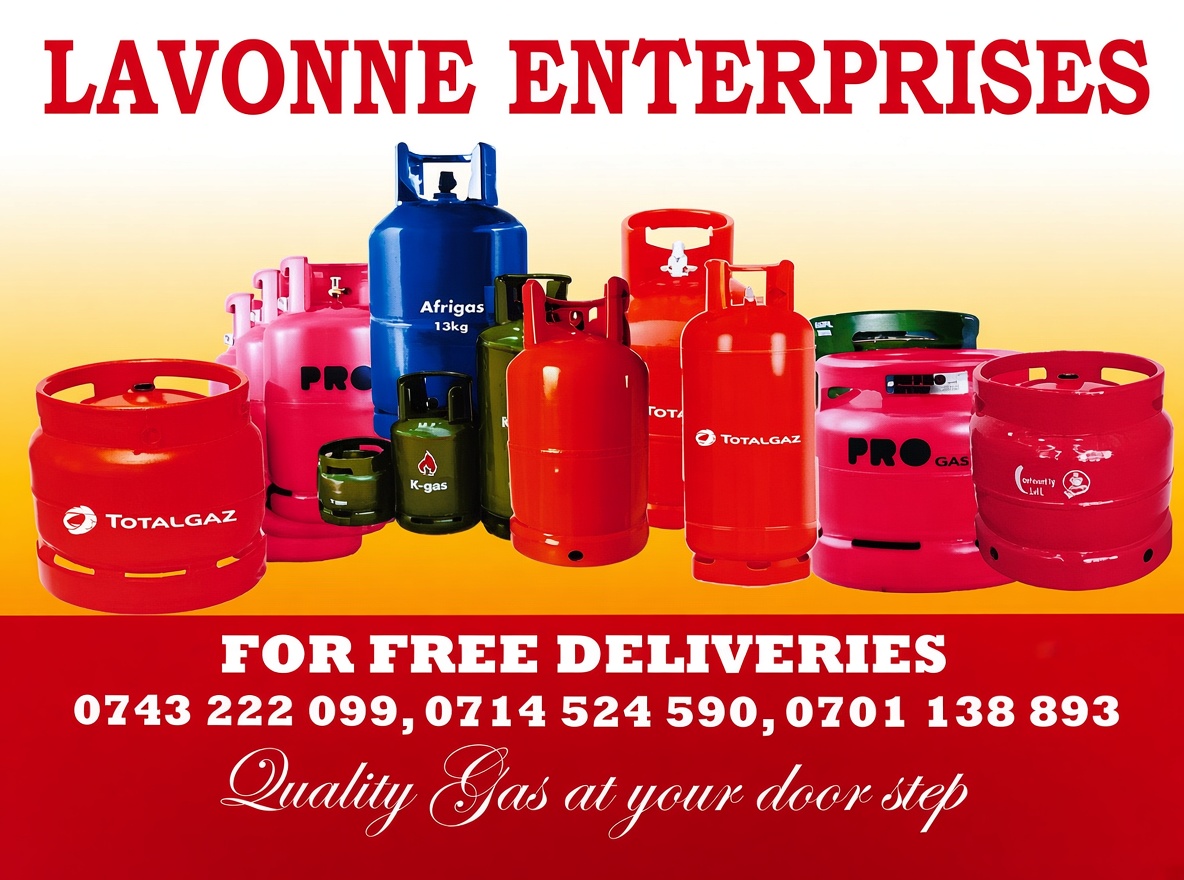 LAVONNE ENTERPRISES
Afrigas
13kg
PRO
K-gas
R
TOTA
TOTALGAZ
TOTALGAZ
PRO GAS
FOR FREE DELIVERIES
0743 222 099, 0714 524 590, 0701 138 893
Quality Gas at your door step